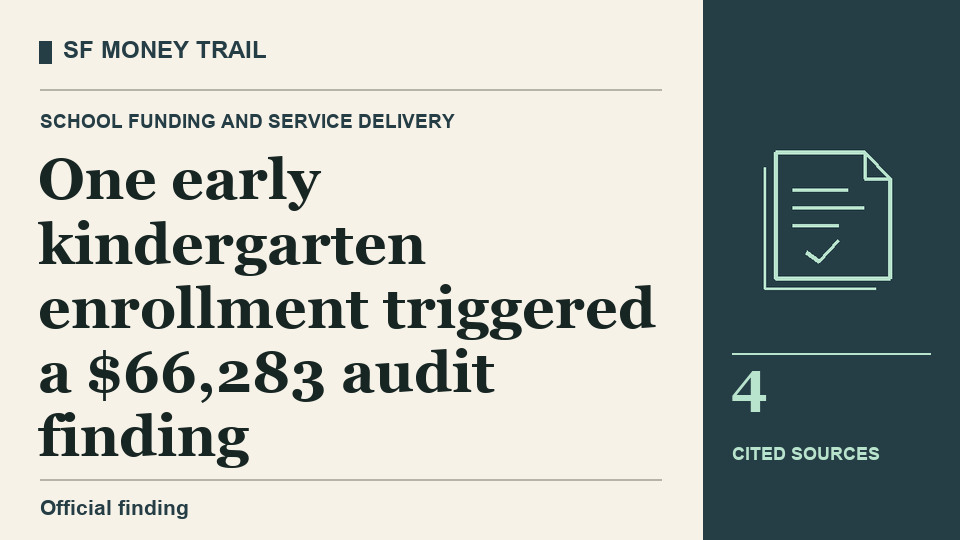 SF MONEY TRAIL
SCHOOL FUNDING AND SERVICE DELIVERY
One early
kindergarten
enrollment triggered
a $66,283 audit
finding
Official finding
4
CITED SOURCES